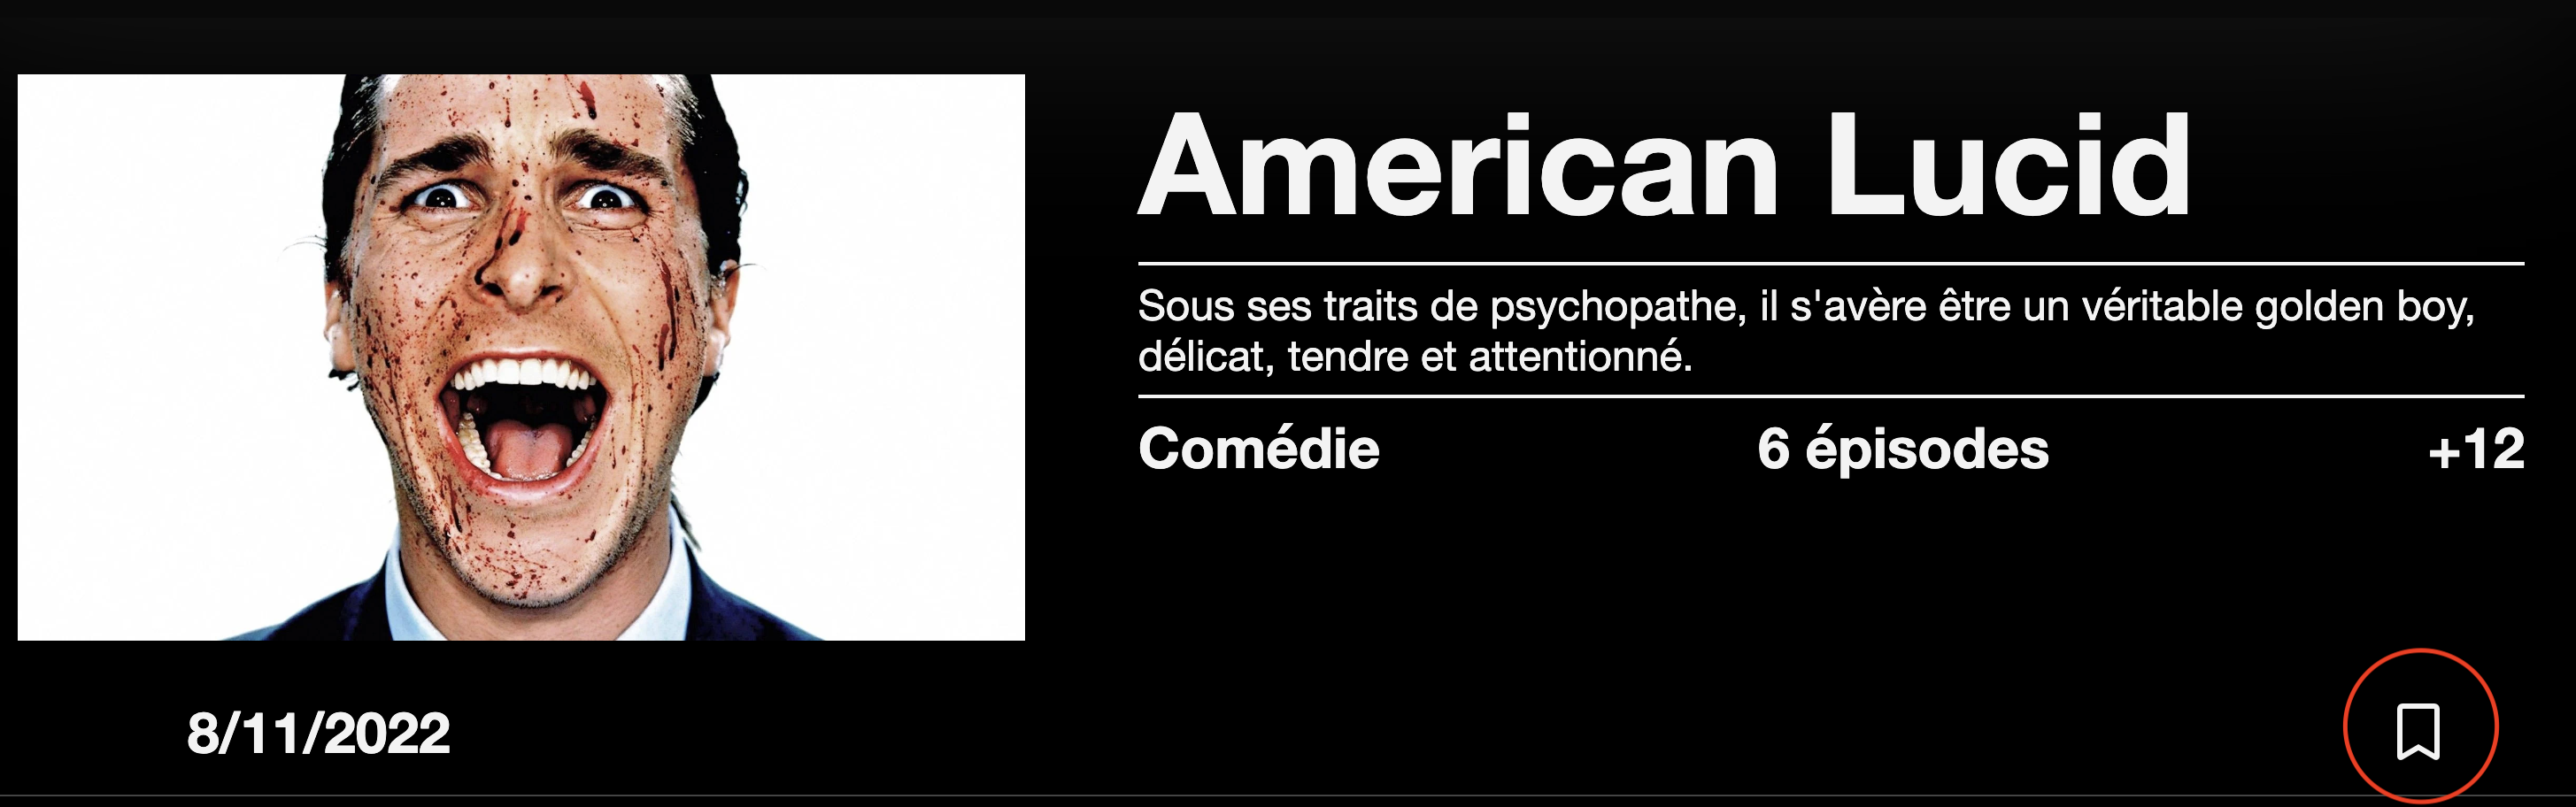 American Lucid
Sous ses traits de psychopathe, il s'avère être un véritable golden boy,
délicat, tendre et attentionné.
Comédie 6 épisodes +12
8/11/2022